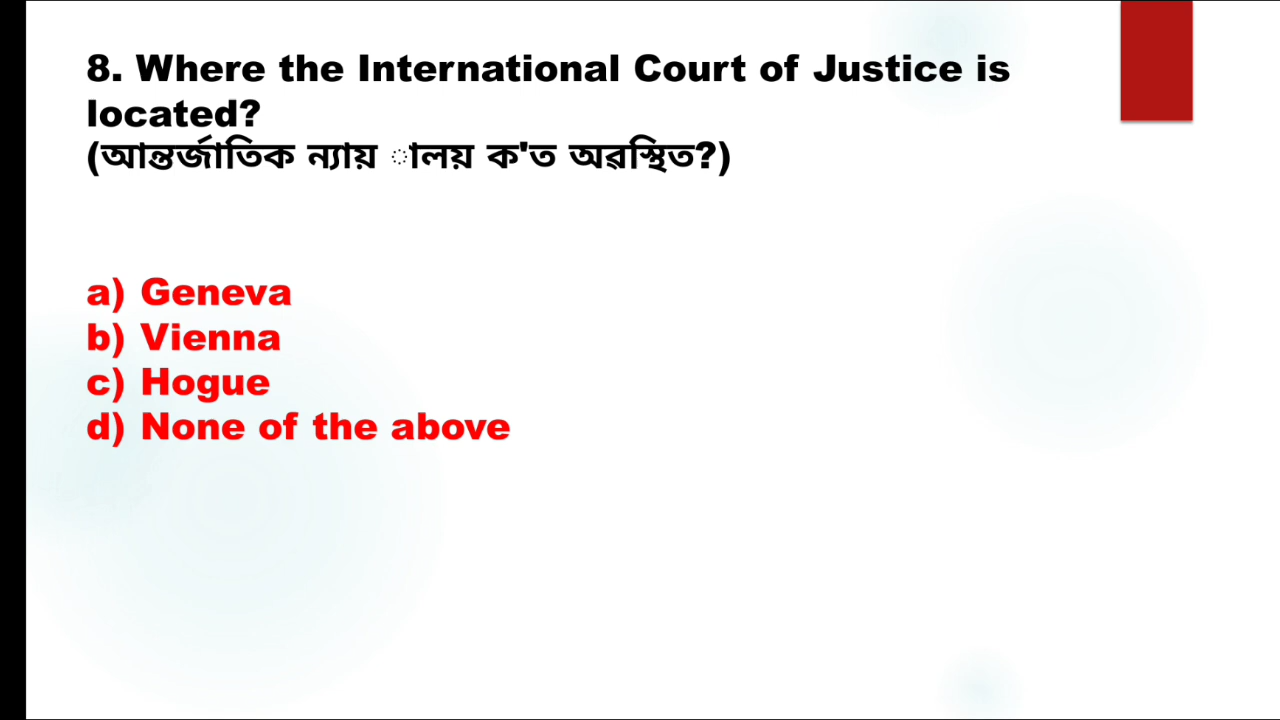 8. Where the International Court of Justice is
located?
(আন্তৰ্জাতিক ন্যায় ালয় ক'ত অৱস্থিত?)
a) Geneva
b) Vienna
c) Hogue
d) None of the above